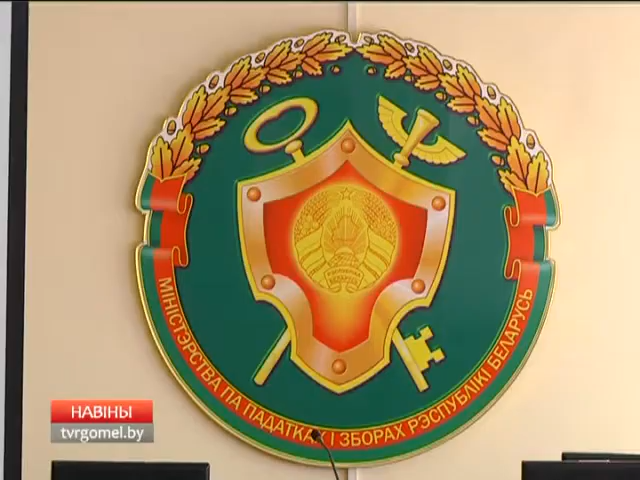 МІНІСТЭРСТВА ПА ПАДАТКАХ І ЗБОРАХ РЭСПУБЛІКІ БЕЛАРУСЬ
НАВІНЫ
tvrgomel.by